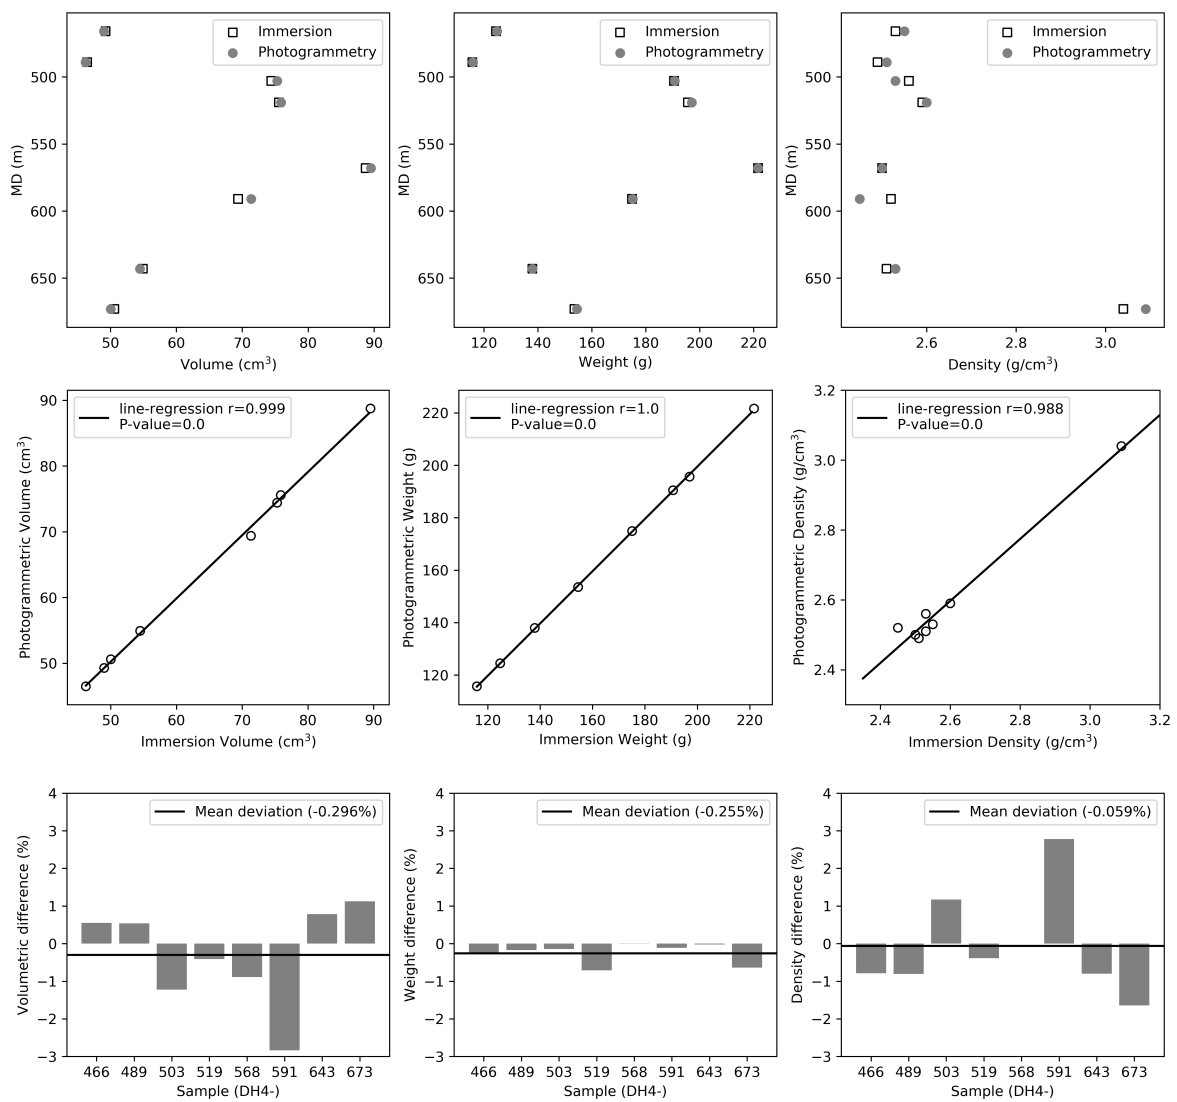 Immersion
Photogrammetry
500
550
600
650
MD (m)
50 60 70 80 90
Volume (cm³)
Immersion
Photogrammetry
500
550
600
650
MD (m)
120 140 160 180 200 220
Weight (g)
Immersion
Photogrammetry
500
550
600
650
MD (m)
2.6 2.8 3.0
Density (g/cm³)
line-regression r=0.999
P-value=0.0
90
80
70
60
50
Photogrammetric Volume (cm³)
50 60 70 80 90
Immersion Volume (cm³)
line-regression r=1.0
P-value=0.0
220
200
180
160
140
120
Photogrammetric Weight (g)
120 140 160 180 200 220
Immersion Weight (g)
line-regression r=0.988
P-value=0.0
3.2
3.0
2.8
2.6
2.4
Photogrammetric Density (g/cm³)
2.4 2.6 2.8 3.0 3.2
Immersion Density (g/cm³)
Mean deviation (-0.296%)
4
3
2
1
0
−1
−2
−3
Volumetric difference (%)
466 489 503 519 568 591 643 673
Sample (DH4-)
Mean deviation (-0.255%)
4
3
2
1
0
−1
−2
−3
Weight difference (%)
466 489 503 519 568 591 643 673
Sample (DH4-)
Mean deviation (-0.059%)
4
3
2
1
0
−1
−2
−3
Density difference (%)
466 489 503 519 568 591 643 673
Sample (DH4-)